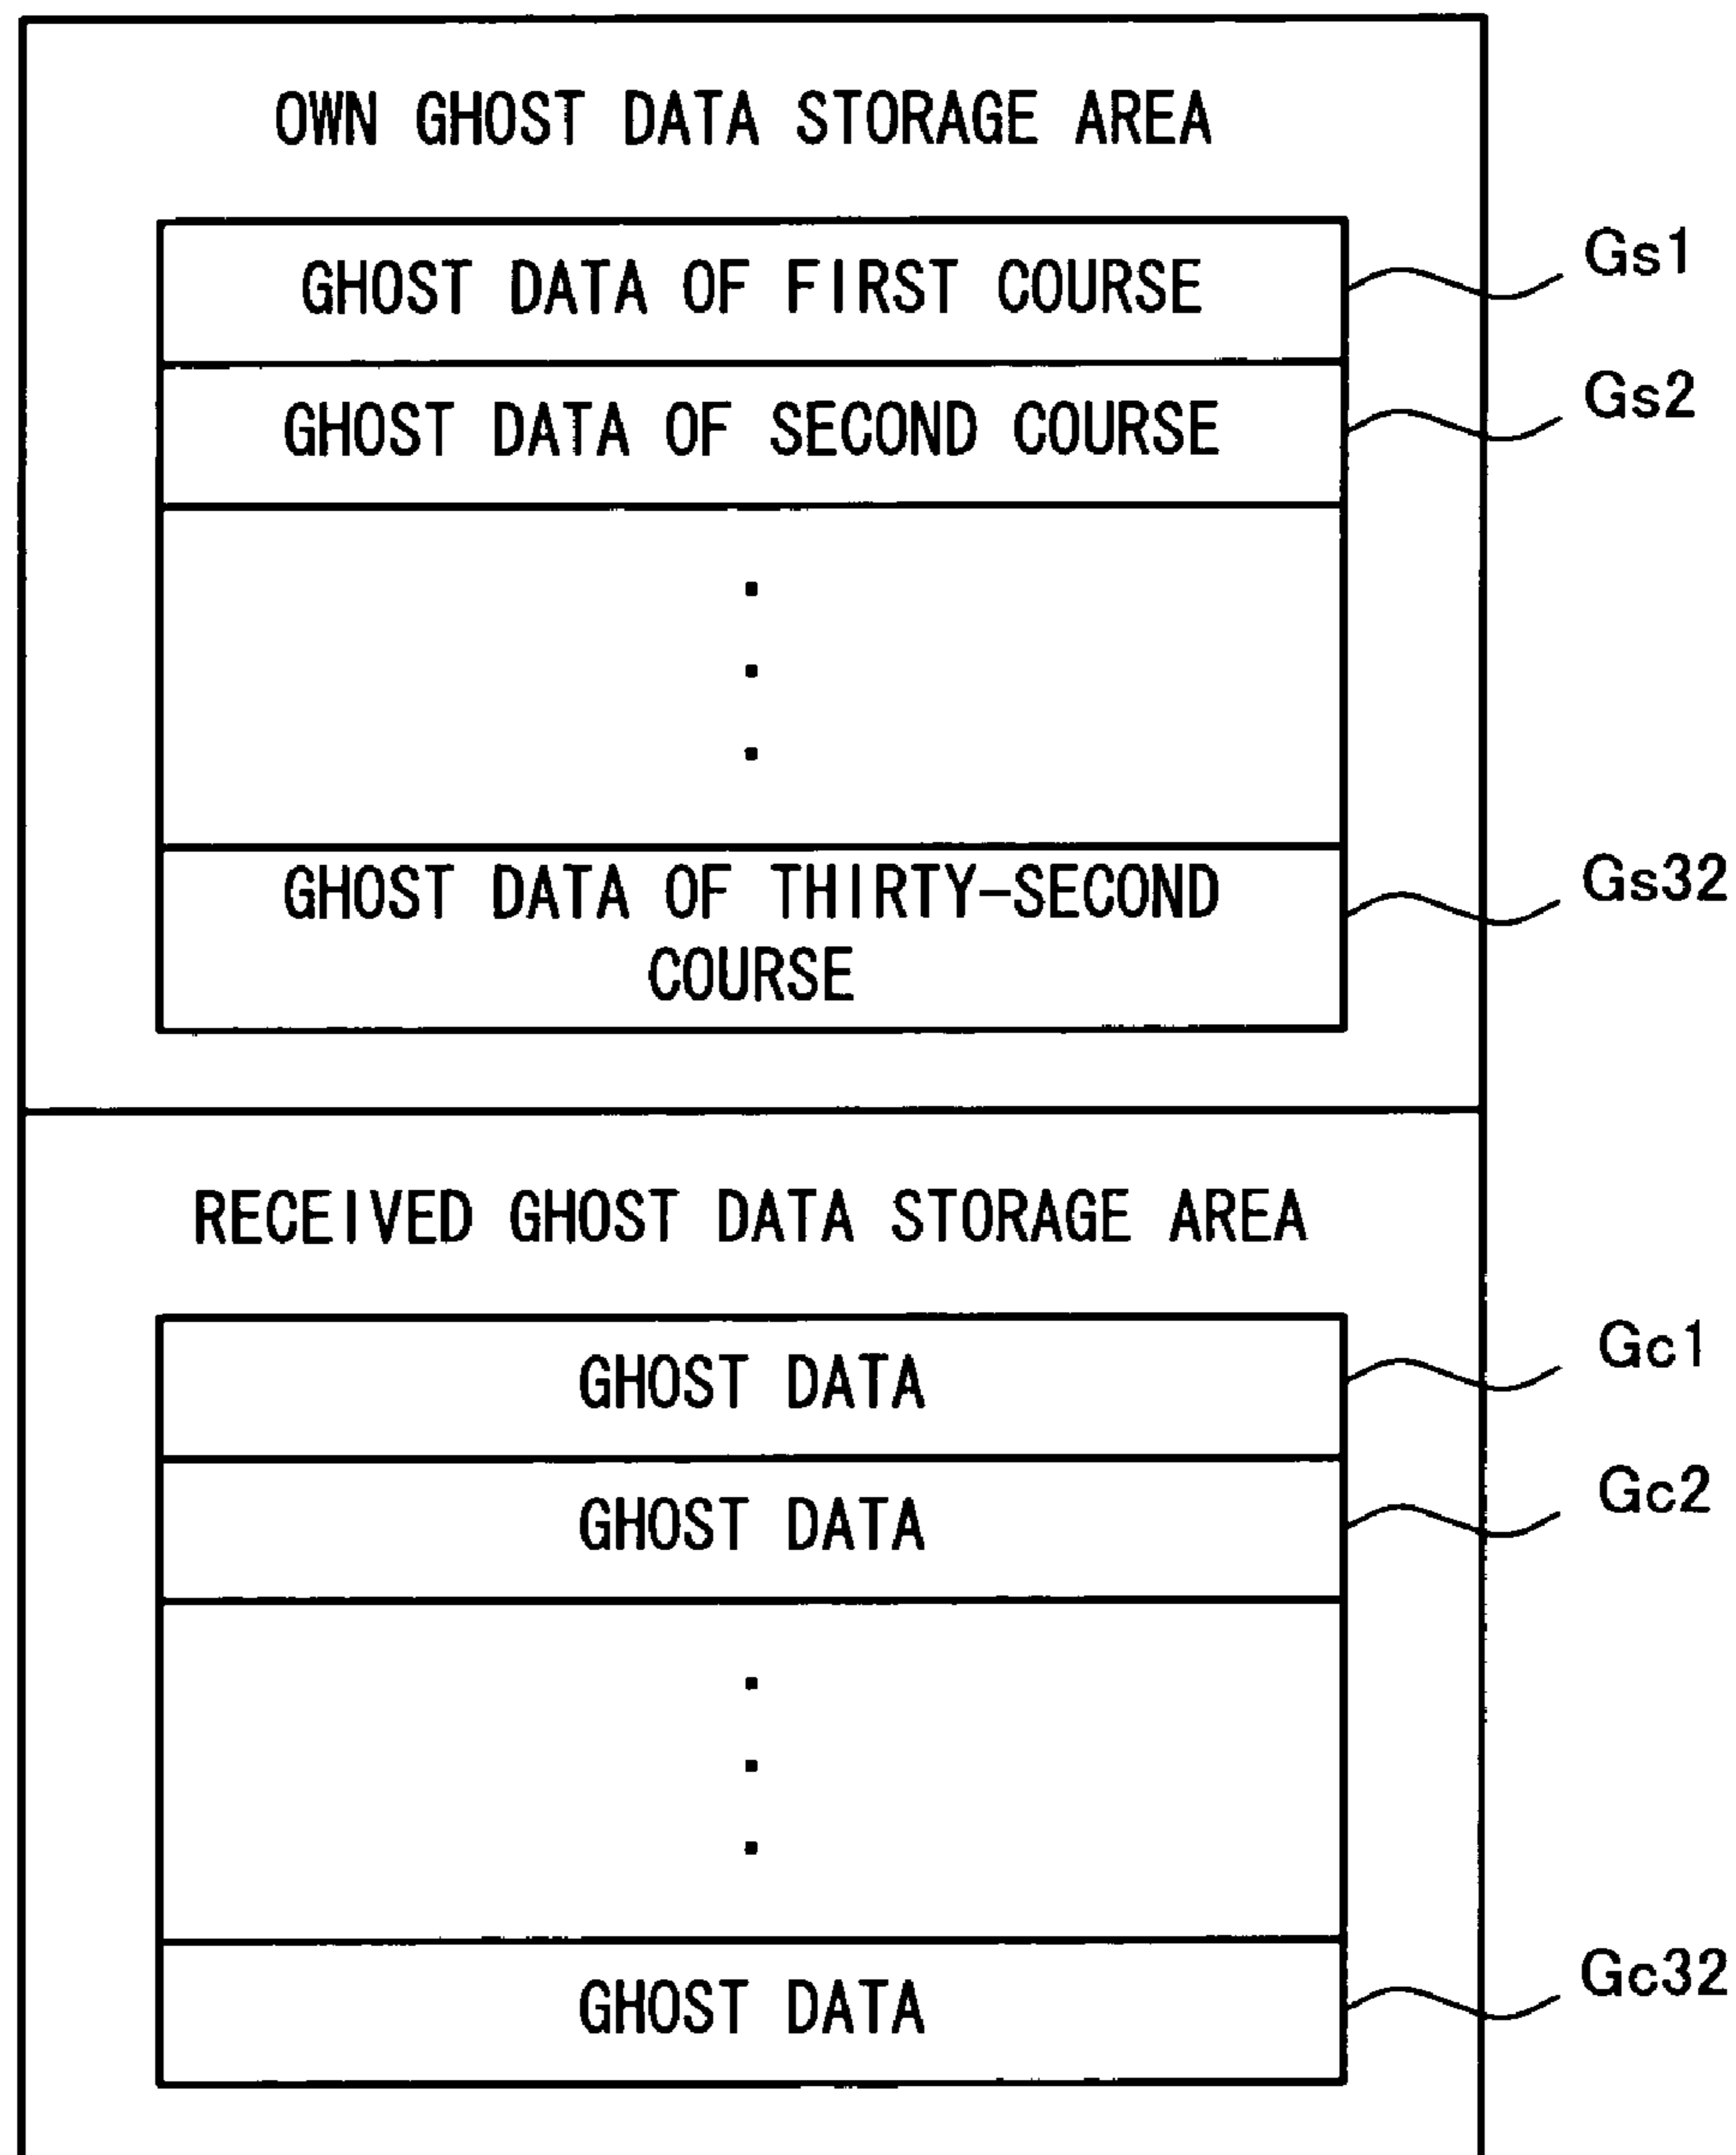 OWN GHOST DATA STORAGE AREA
GHOST DATA OF FIRST COURSE
Gs1
GHOST DATA OF SECOND COURSE
Gs2
GHOST DATA OF THIRTY-SECOND
COURSE
Gs32
RECEIVED GHOST DATA STORAGE AREA
GHOST DATA
Gc1
GHOST DATA
Gc2
GHOST DATA
Gc32